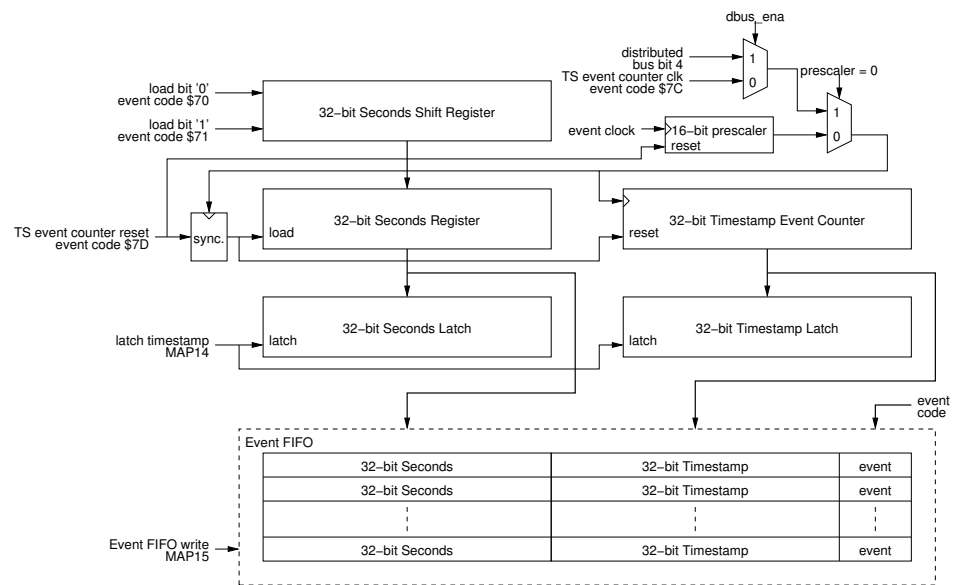 dbus_ena
distributed
bus bit 4
TS event counter clk
event code $7C
1
0
prescaler = 0
load bit '0'
event code $70
load bit '1'
event code $71
32−bit Seconds Shift Register
event clock
16−bit prescaler
reset
1
0
TS event counter reset
event code $7D
sync.
32−bit Seconds Register
load
32−bit Timestamp Event Counter
reset
latch timestamp
MAP14
32−bit Seconds Latch
latch
32−bit Timestamp Latch
latch
event
code
Event FIFO
32−bit Seconds 32−bit Timestamp event
32−bit Seconds 32−bit Timestamp event
Event FIFO write
MAP15
32−bit Seconds 32−bit Timestamp event